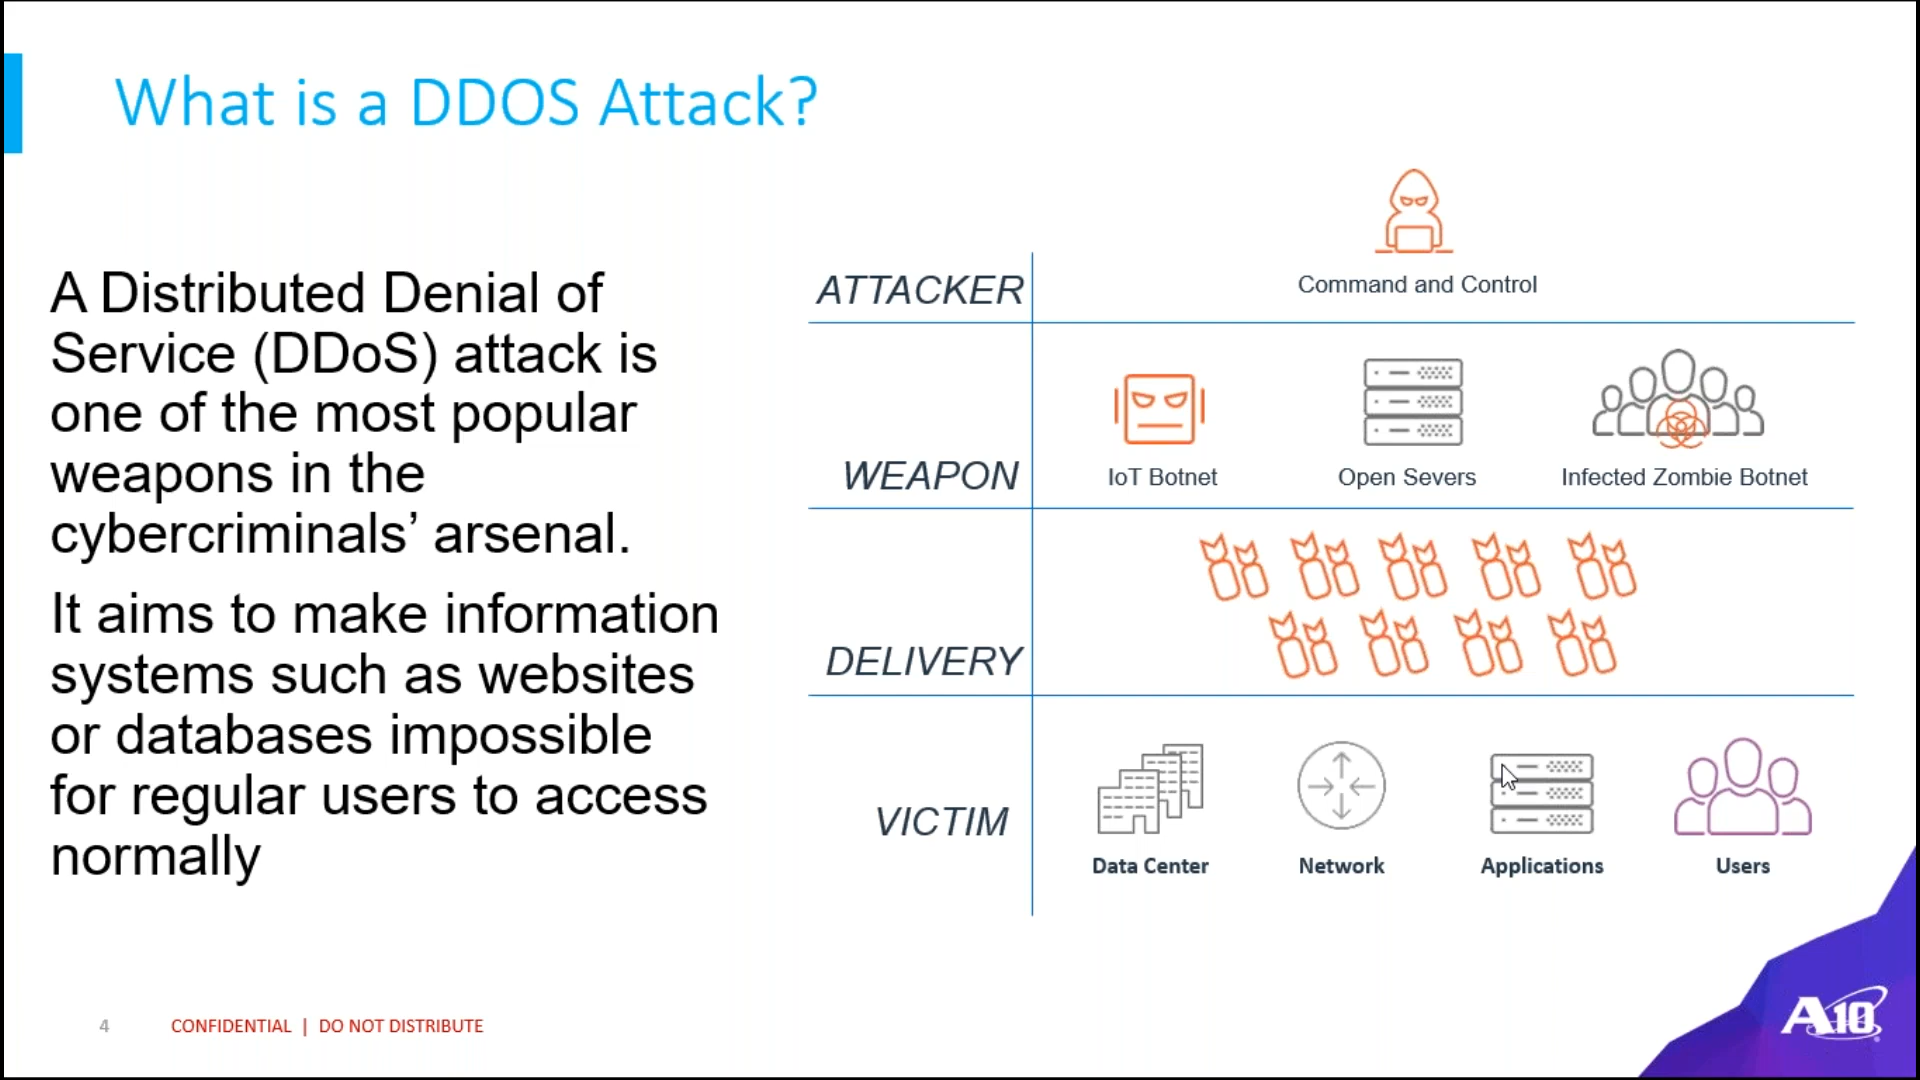 What is a DDOS Attack?
A Distributed Denial of
Service (DDoS) attack is
one of the most popular
weapons in the
cybercriminals’ arsenal.
It aims to make information
systems such as websites
or databases impossible
for regular users to access
normally
ATTACKER
Command and Control
WEAPON
IoT Botnet
Open Severs
Infected Zombie Botnet
DELIVERY
VICTIM
Data Center
Network
Applications
Users
4
CONFIDENTIAL | DO NOT DISTRIBUTE
A10